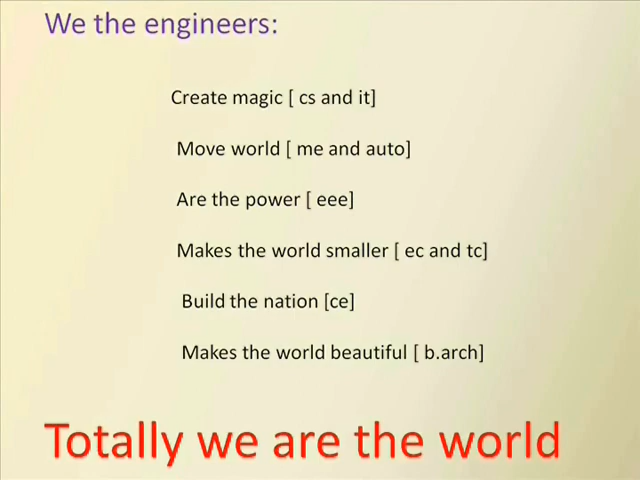 We the engineers:
Create magic [ cs and it]
Move world [ me and auto]
Are the power [ eee]
Makes the world smaller [ ec and tc]
Build the nation [ce]
Makes the world beautiful [ b.arch]
Totally we are the world